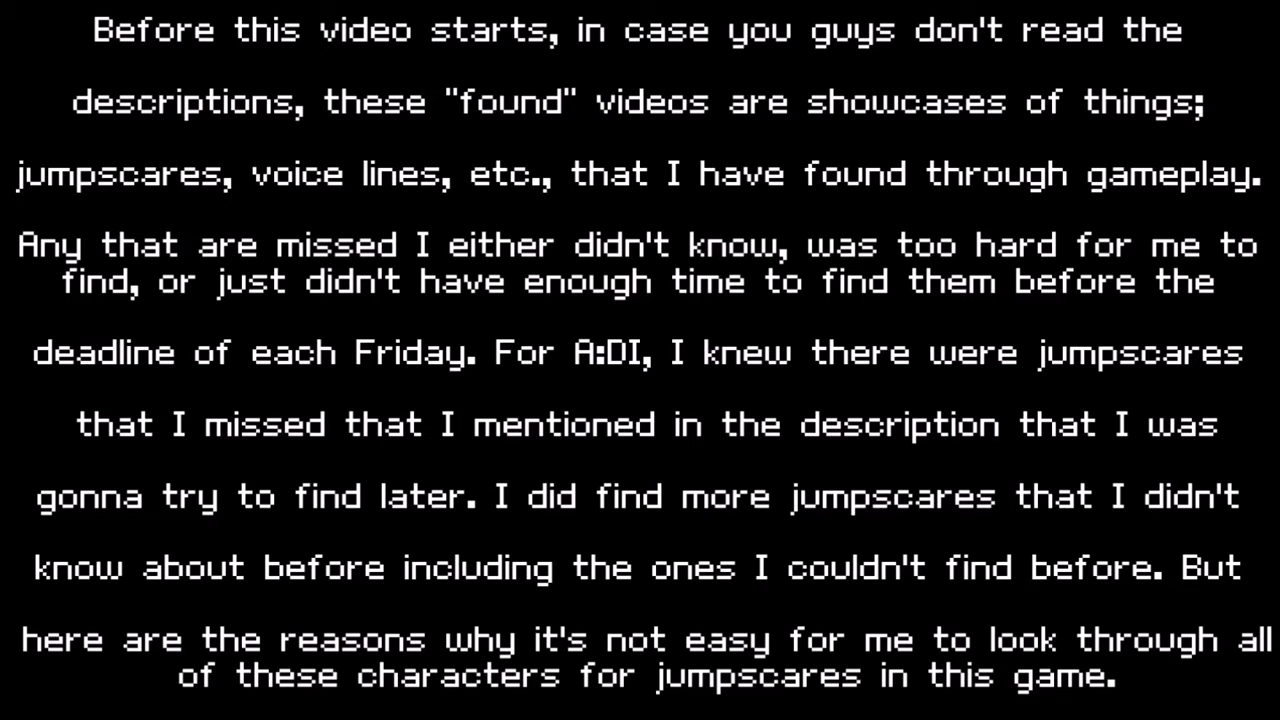 Before this video starts, in case you guys don't read the
descriptions, these "found" videos are showcases of things;
jumpscares, voice lines, etc., that I have found through gameplay.
Any that are missed I either didn't know, was too hard for me to
find, or just didn't have enough time to find them before the
deadline of each Friday. For A:DI, I knew there were jumpscares
that I missed that I mentioned in the description that I was
gonna try to find later. I did find more jumpscares that I didn't
know about before including the ones I couldn't find before. But
here are the reasons why it's not easy for me to look through all
of these characters for jumpscares in this game.